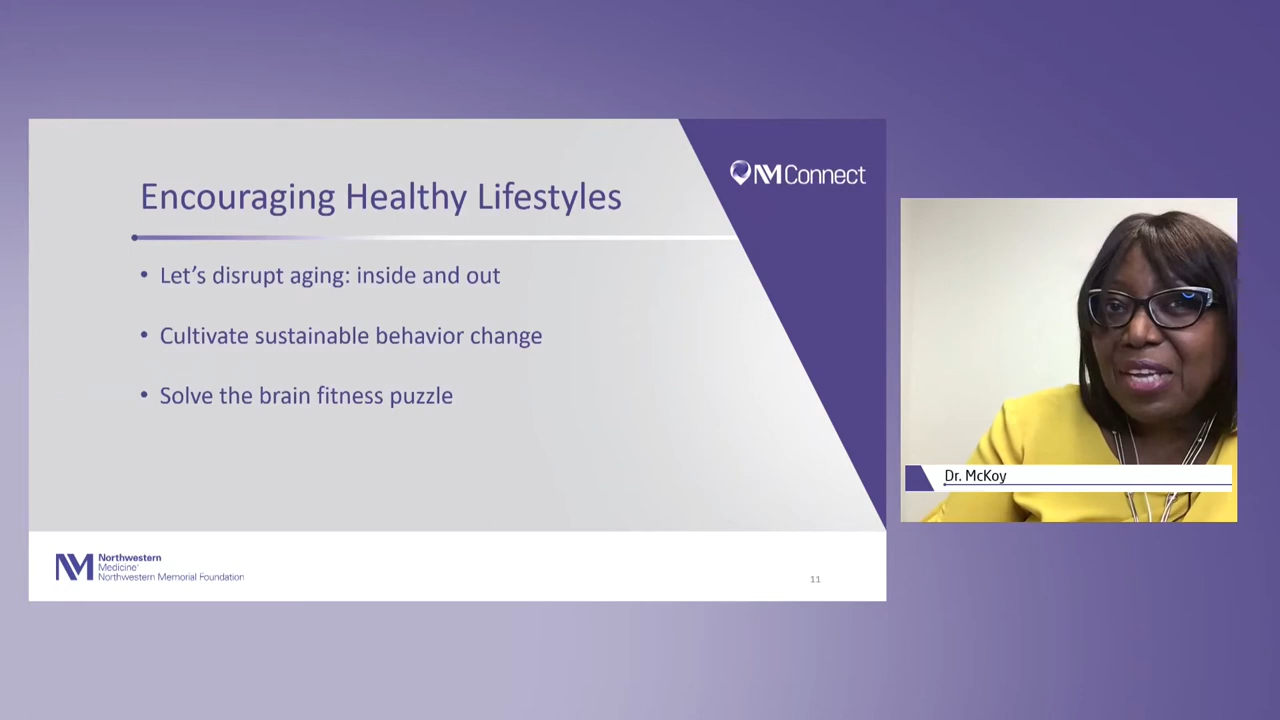 NM Connect
Encouraging Healthy Lifestyles
• Let’s disrupt aging: inside and out
• Cultivate sustainable behavior change
• Solve the brain fitness puzzle
Dr. McKoy
NM Northwestern
Medicine®
Northwestern Memorial Foundation
11